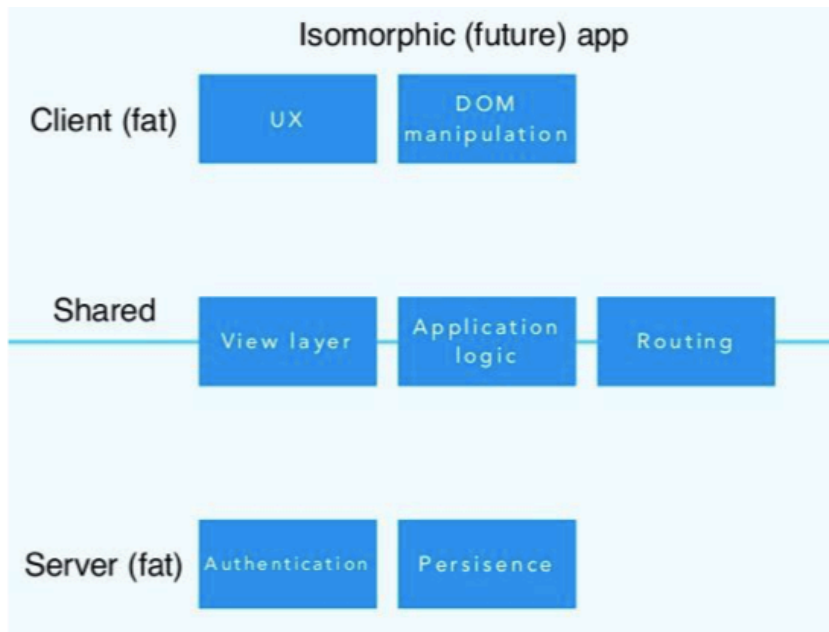 Isomorphic (future) app
Client (fat)
UX
DOM
manipulation
Shared
View layer
Application
logic
Routing
Server (fat)
Authentication
Persisence